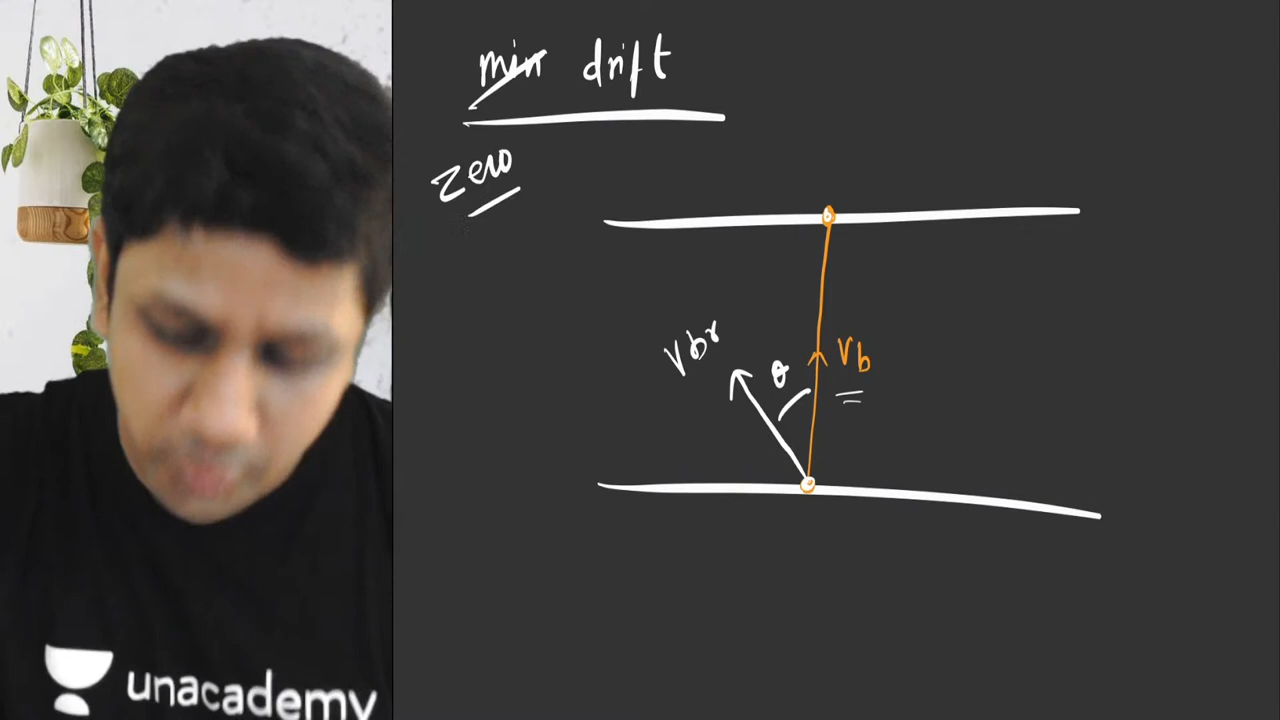 min drift
zero
Vbr
θ
Vb
unacademy